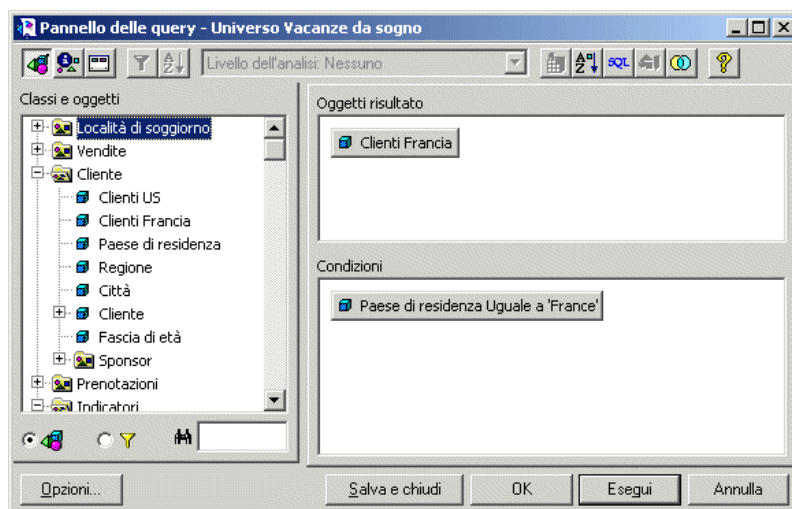 Pannello delle query - Universo Vacanze da sogno
Livello dell'analisi: Nessuno
SQL
Classi e oggetti
Località di soggiorno
Vendite
Cliente
Clienti US
Clienti Francia
Paese di residenza
Regione
Città
Cliente
Fascia di età
Sponsor
Prenotazioni
Indicatori
Oggetti risultato
Clienti Francia
Condizioni
Paese di residenza Uguale a 'France'
Opzioni...
Salva e chiudi
OK
Esegui
Annulla